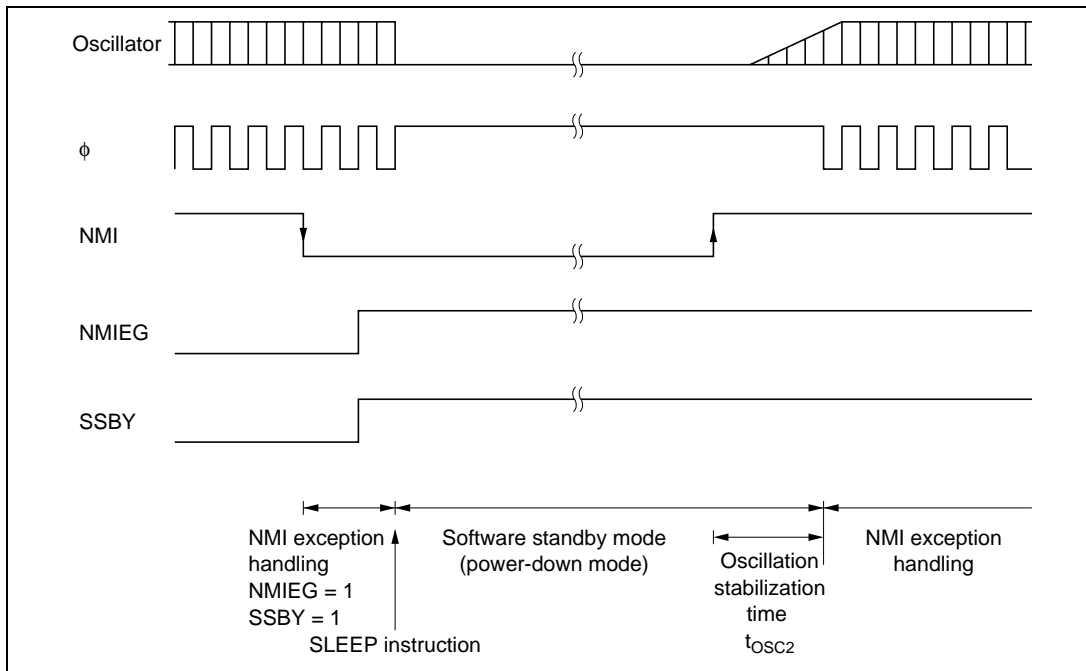 Oscillator
φ
NMI
NMIEG
SSBY
NMI exception
handling
NMIEG = 1
SSBY = 1
SLEEP instruction
Software standby mode
(power-down mode)
Oscillation
stabilization
time
tOSC2
NMI exception
handling